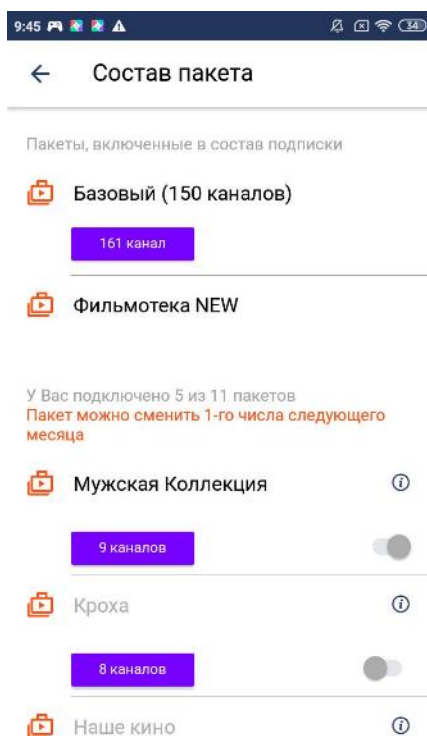 9:45
34
Состав пакета
Пакеты, включенные в состав подписки
Базовый (150 каналов)
161 канал
Фильмотека NEW
У Вас подключено 5 из 11 пакетов
Пакет можно сменить 1-го числа следующего
месяца
Мужская Коллекция
9 каналов
Кроха
8 каналов
Наше кино